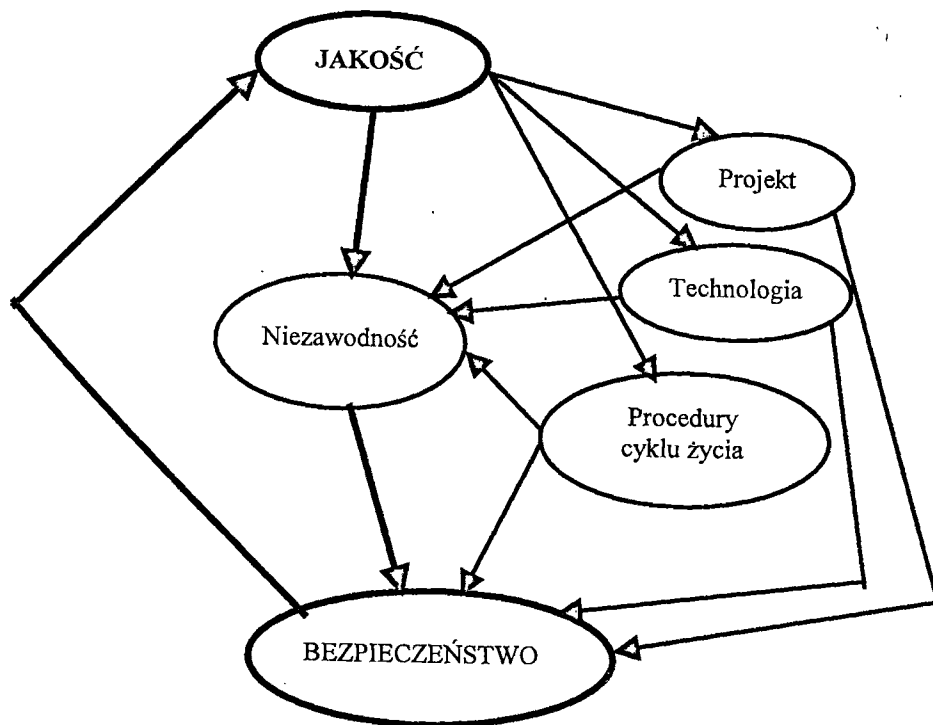 JAKOŚĆ
Projekt
Technologia
Niezawodność
Procedury
cyklu życia
BEZPIECZEŃSTWO